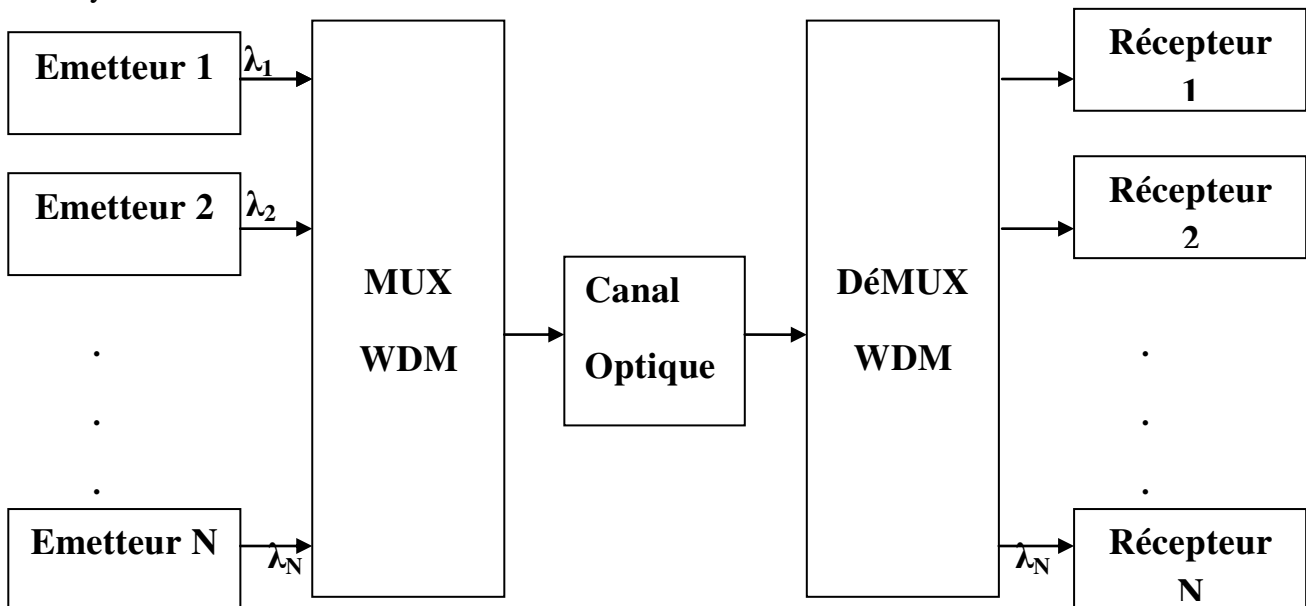 Emetteur 1
λ1
Récepteur
1
Emetteur 2
λ2
Récepteur
2
MUX
WDM
Canal
Optique
DéMUX
WDM
.
.
.
.
.
.
Emetteur N
λN
λN
Récepteur
N